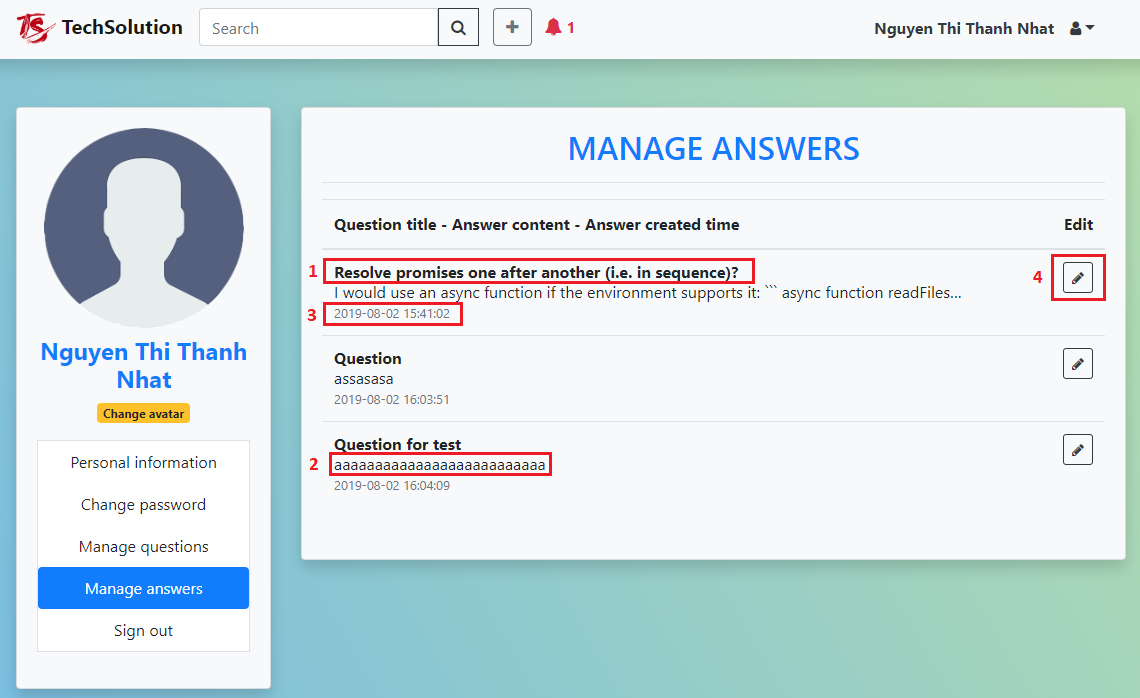 TechSolution
Search
1
Nguyen Thi Thanh Nhat
Nguyen Thi Thanh
Nhat
Change avatar
Personal information
Change password
Manage questions
Manage answers
Sign out
MANAGE ANSWERS
Question title - Answer content - Answer created time Edit
1 Resolve promises one after another (i.e. in sequence)? 4
I would use an async function if the environment supports it: ``` async function readFiles...
3 2019-08-02 15:41:02
Question
assasasa
2019-08-02 16:03:51
Question for test
2 aaaaaaaaaaaaaaaaaaaaaaaaaa
2019-08-02 16:04:09